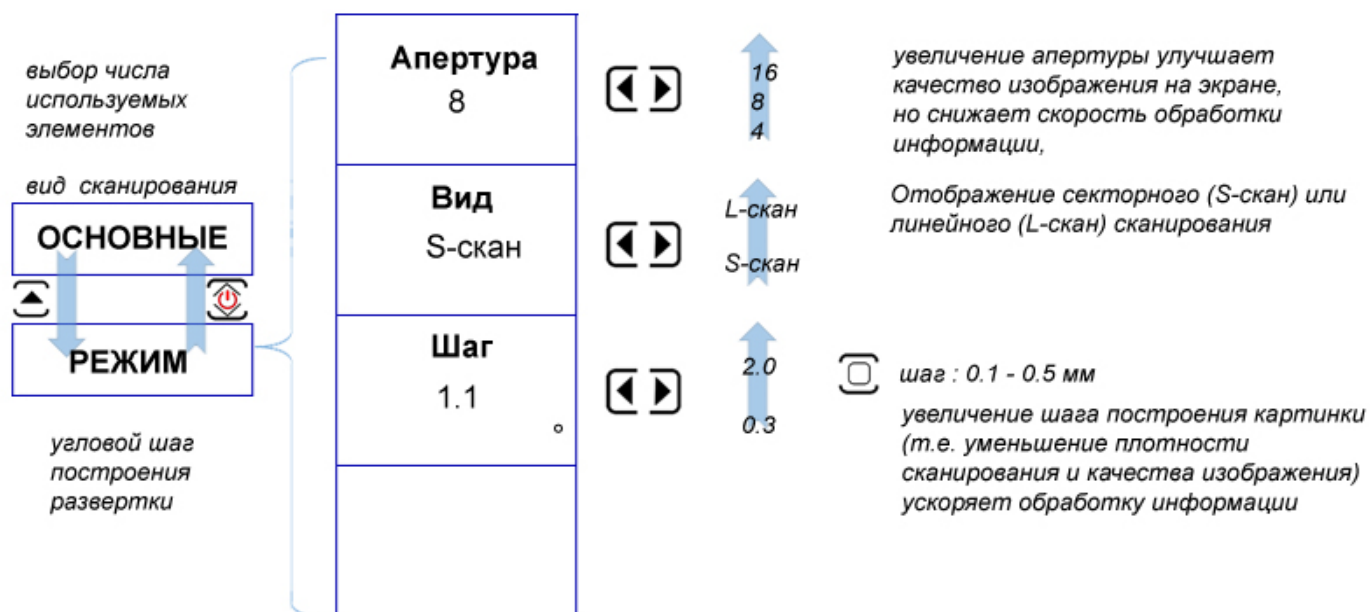 выбор числа
используемых
элементов
вид сканирования
ОСНОВНЫЕ
РЕЖИМ
угловой шаг
построения
развертки
Апертура
8
16
8
4
увеличение апертуры улучшает
качество изображения на экране,
но снижает скорость обработки
информации,
Вид
S-скан
L-скан
S-скан
Отображение секторного (S-скан) или
линейного (L-скан) сканирования
Шаг
1.1
°
2.0
0.3
шаг : 0.1 - 0.5 мм
увеличение шага построения картинки
(т.е. уменьшение плотности
сканирования и качества изображения)
ускоряет обработку информации